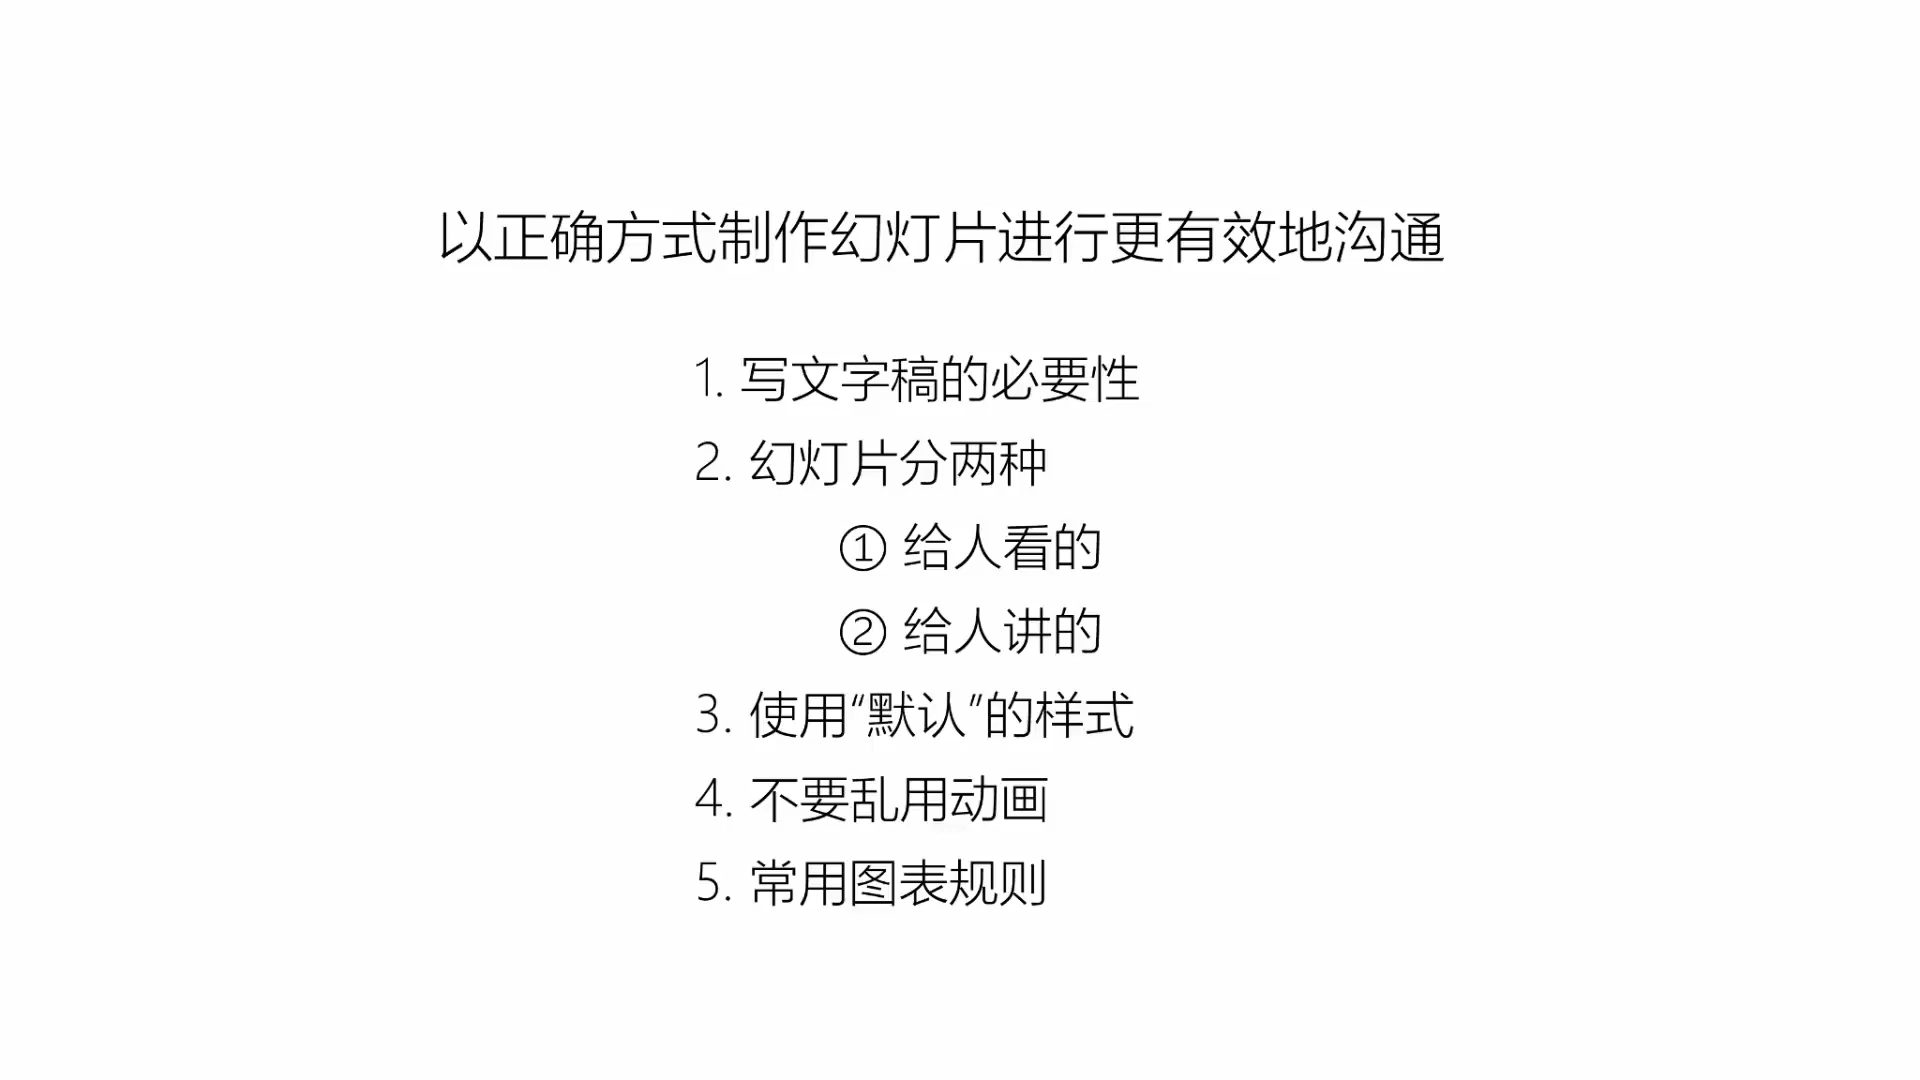 以正确方式制作幻灯片进行更有效地沟通
1. 写文字稿的必要性
2. 幻灯片分两种
① 给人看的
② 给人讲的
3. 使用“默认”的样式
4. 不要乱用动画
5. 常用图表规则